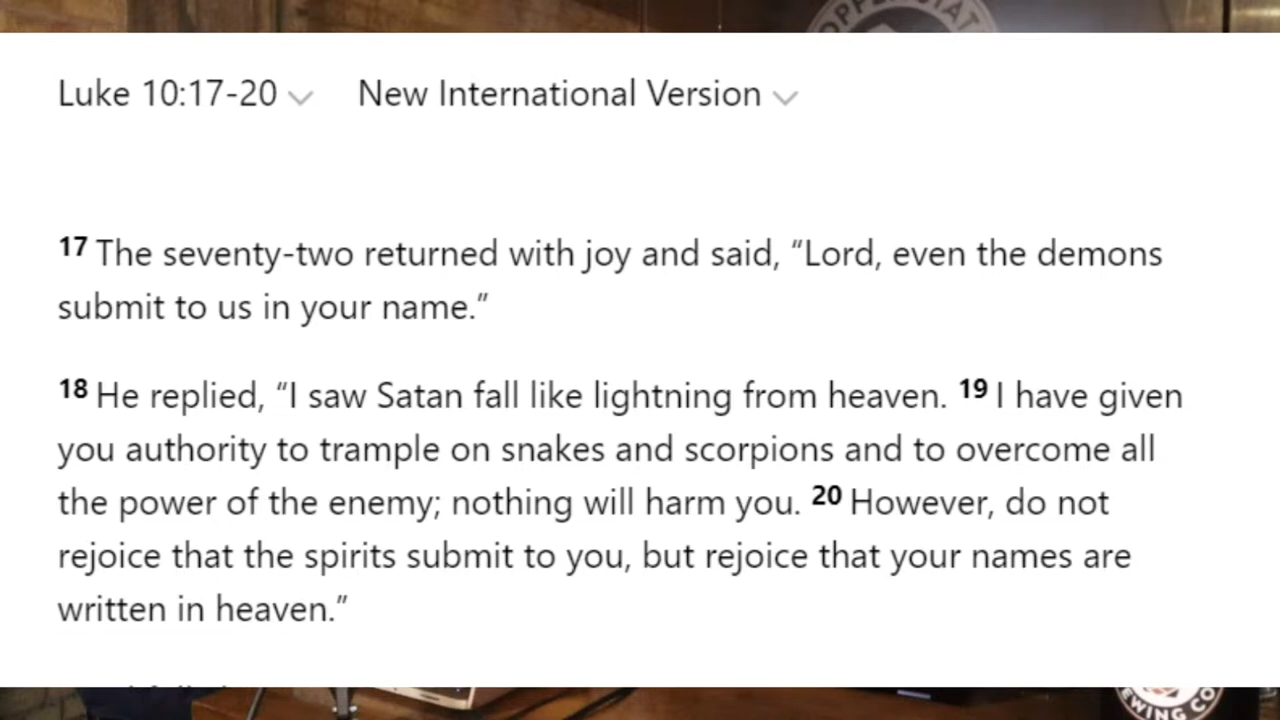 OPPER STAT
Luke 10:17-20 New International Version
17 The seventy-two returned with joy and said, “Lord, even the demons
submit to us in your name.”
18 He replied, “I saw Satan fall like lightning from heaven. 19 I have given
you authority to trample on snakes and scorpions and to overcome all
the power of the enemy; nothing will harm you. 20 However, do not
rejoice that the spirits submit to you, but rejoice that your names are
written in heaven.”
EWING CO